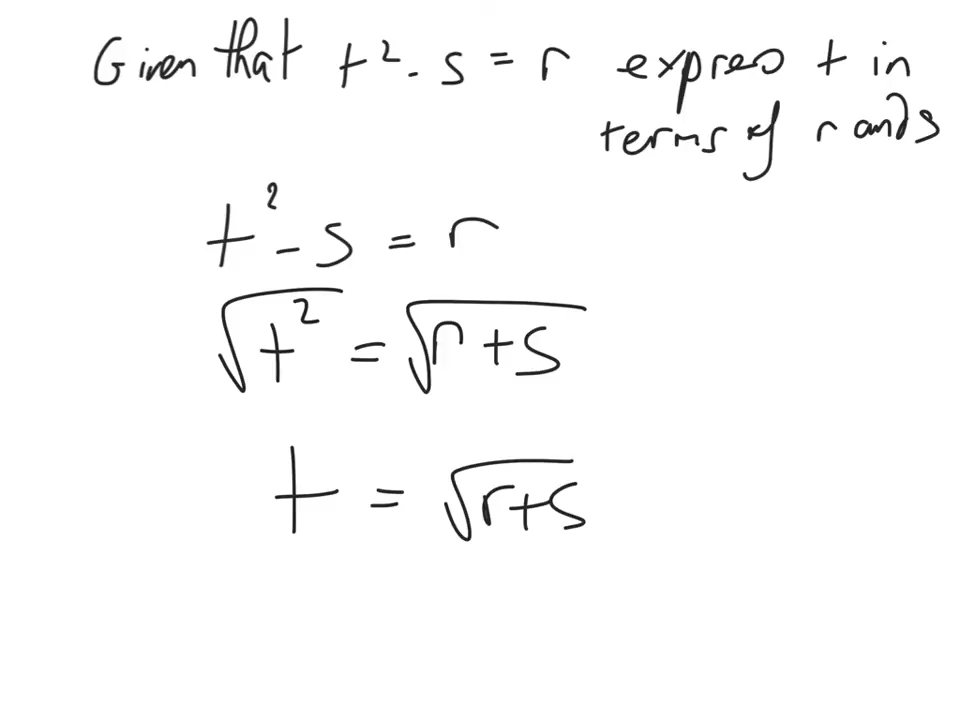 Given that t² - s = r express t in
terms of r and s
t² - s = r
√t² = √r+s
t = √r+s